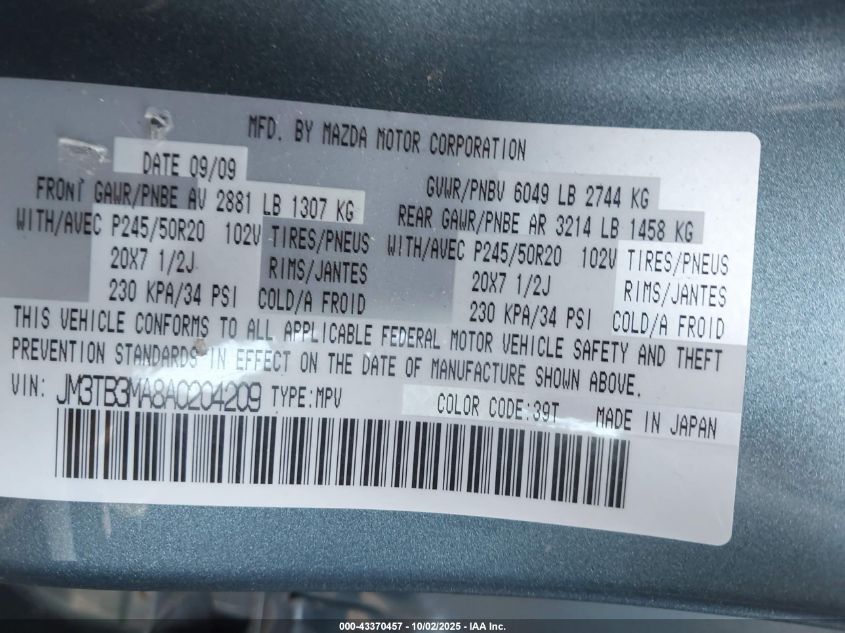 MFD. BY MAZDA MOTOR CORPORATION
DATE 09/09
FRONT GAWR/PNBE AV 2881 LB 1307 KG
WITH/AVEC P245/50R20 102V TIRES/PNEUS
20X7 1/2J RIMS/JANTES
230 KPA/34 PSI COLD/A FROID
GVWR/PNBV 6049 LB 2744 KG
REAR GAWR/PNBE AR 3214 LB 1458 KG
WITH/AVEC P245/50R20 102V TIRES/PNEUS
20X7 1/2J RIMS/JANTES
230 KPA/34 PSI COLD/A FROID
THIS VEHICLE CONFORMS TO ALL APPLICABLE FEDERAL MOTOR VEHICLE SAFETY AND THEFT
PREVENTION STANDARDS IN EFFECT ON THE DATE OF MANUFACTURE SHOWN ABOVE.
VIN: JM3TB3MA8A0204209 TYPE:MPV COLOR CODE:39T MADE IN JAPAN
000-43370457 - 10/02/2025 - IAA Inc.